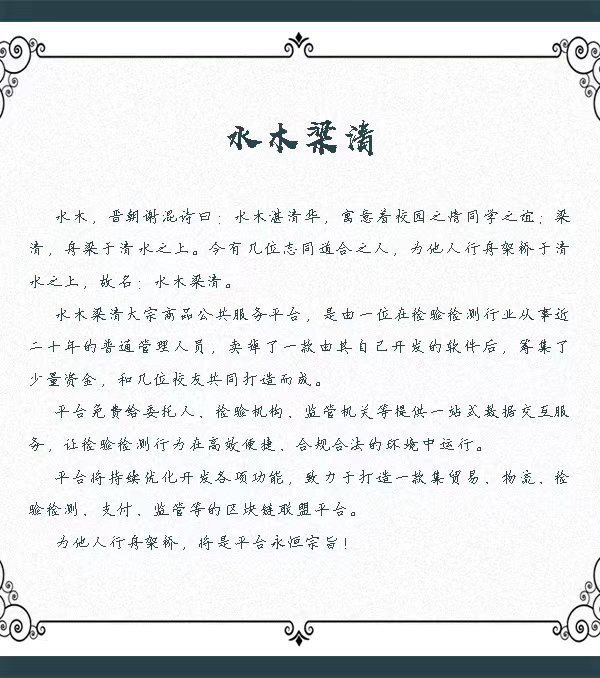 水木梁清
水木，晋朝谢混诗曰：水木湛清华，寓意着校园之情同学之谊；梁
清，舟梁于清水之上。今有几位志同道合之人，为他人行舟架桥于清
水之上，故名：水木梁清。
水木梁清大宗商品公共服务平台，是由一位在检验检测行业从事近
二十年的普通管理人员，卖掉了一款由其自己开发的软件后，筹集了
少量资金，和几位校友共同打造而成。
平台免费给委托人、检验机构、监管机关等提供一站式数据交互服
务，让检验检测行为在高效便捷、合规合法的环境中运行。
平台将持续优化开发各项功能，致力于打造一款集贸易、物流、检
验检测、支付、监管等的区块链联盟平台。
为他人行舟架桥，将是平台永恒宗旨！